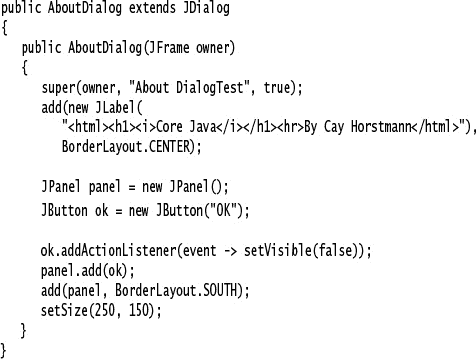 public AboutDialog extends JDialog
{
public AboutDialog(JFrame owner)
{
super(owner, "About DialogTest", true);
add(new JLabel(
"<html><h1><i>Core Java</i></h1><hr>By Cay Horstmann</html>"),
BorderLayout.CENTER);
JPanel panel = new JPanel();
JButton ok = new JButton("OK");
ok.addActionListener(event -> setVisible(false));
panel.add(ok);
add(panel, BorderLayout.SOUTH);
setSize(250, 150);
}
}